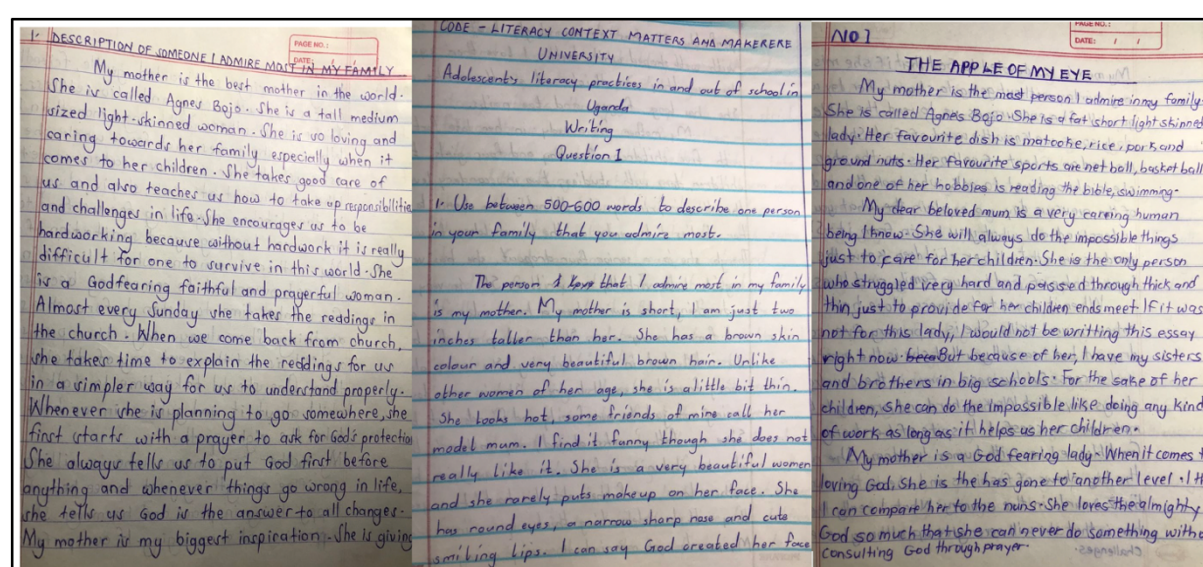 PAGE NO.:
DATE:
1. DESCRIPTION OF SOMEONE I ADMIRE MOST IN MY FAMILY
My mother is the best mother in the world.
She is called Agnes Bojo. She is a tall medium
sized light-skinned woman. She is so loving and
caring towards her family especially when it
comes to her children. She takes good care of
us and also teaches us how to take up responsibilitie
and challenges in life. She encourages us to be
hardworking because without hardwork it is really
difficult for one to survive in this world. She
is a Godfearing faithful and prayerful woman.
Almost every Sunday she takes the readings in
the church. When we come back from church,
she takes time to explain the readings for us
in a simpler way for us to understand properly.
Whenever she is planning to go somewhere, she
first starts with a prayer to ask for God's protection
She always tells us to put God first before
anything and whenever things go wrong in life,
she tells us God is the answer to all changes.
My mother is my biggest inspiration. She is giving
CODE - LITERACY CONTEXT MATTERS AND MAKERERE
UNIVERSITY
Adolescent's literacy practices in and out of school in
Uganda
Writing
Question 1
1. Use between 500-600 words to describe one person
in your family that you admire most.
The person I that I admire most in my family
is my mother. My mother is short, I am just two
inches taller than her. She has a brown skin
colour and very beautiful brown hair. Unlike
other women of her age, she is alittle bit thin.
She looks hot, some friends of mine call her
model mum. I find it funny though she does not
really like it. She is a very beautiful women
and she rarely puts makeup on her face. She
has round eyes, a narrow sharp nose and cute
smiling lips. I can say God created her face
PAGE NO.:
DATE: / /
NO 1
THE APPLE OF MY EYE
My mother is the most person I admire in my family
She is called Agnes Bojo. She is a fat short light skinned
lady. Her favourite dish is matooke, rice, pork and
ground nuts. Her favourite sports are net ball, basket ball
and one of her hobbies is reading the bible, swimming.
My dear beloved mum is a very careing human
being I know. She will always do the impossible things
just to care for her children. She is the only person
who struggled very hard and passed through thick and
thin just to provide for her children ends meet If it was
not for this lady, I would not be writting this essay
right now. But because of her, I have my sisters
and brothers in big schools. For the sake of her
children, she can do the impossible like doing any kind
of work as long as it helps us her children.
My mother is a God fearing lady. When it comes t
loving God, she is the has gone to another level. I th
I can compare her to the nuns. She loves the almighty
God so much that she can never do something witho
consulting God through prayer.